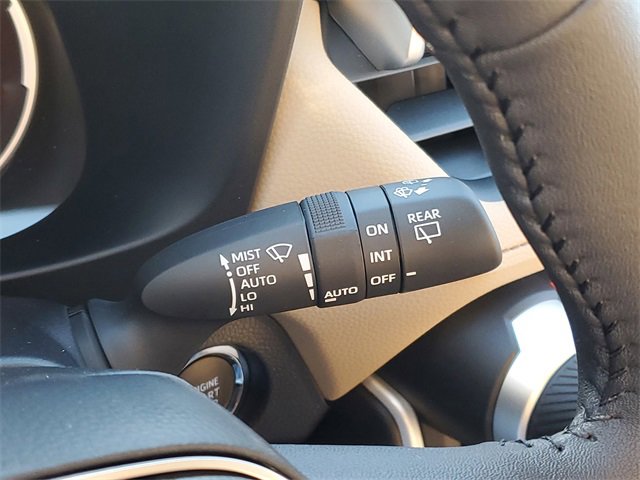 MIST
OFF
AUTO
LO
HI
AUTO
ON
INT
OFF
REAR
ENGINE